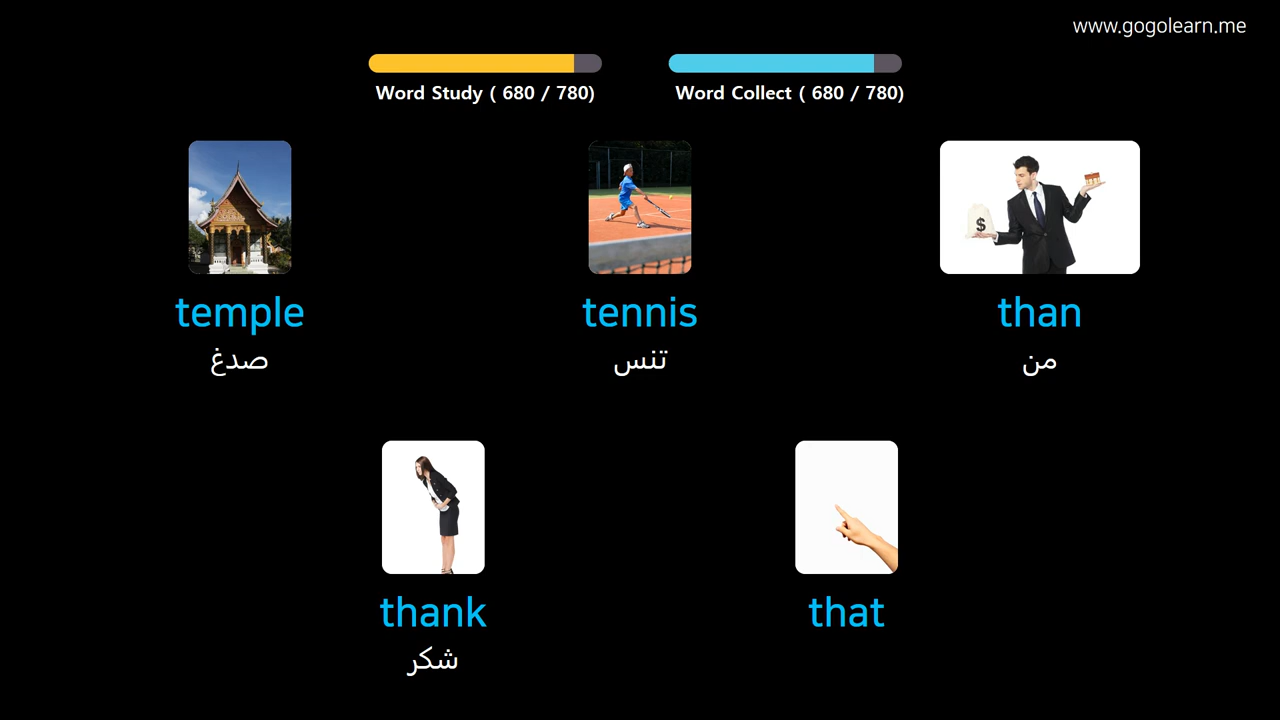 www.gogolearn.me
Word Study ( 680 / 780)
Word Collect ( 680 / 780)
temple
صدغ
tennis
تنس
than
من
$
thank
شكر
that